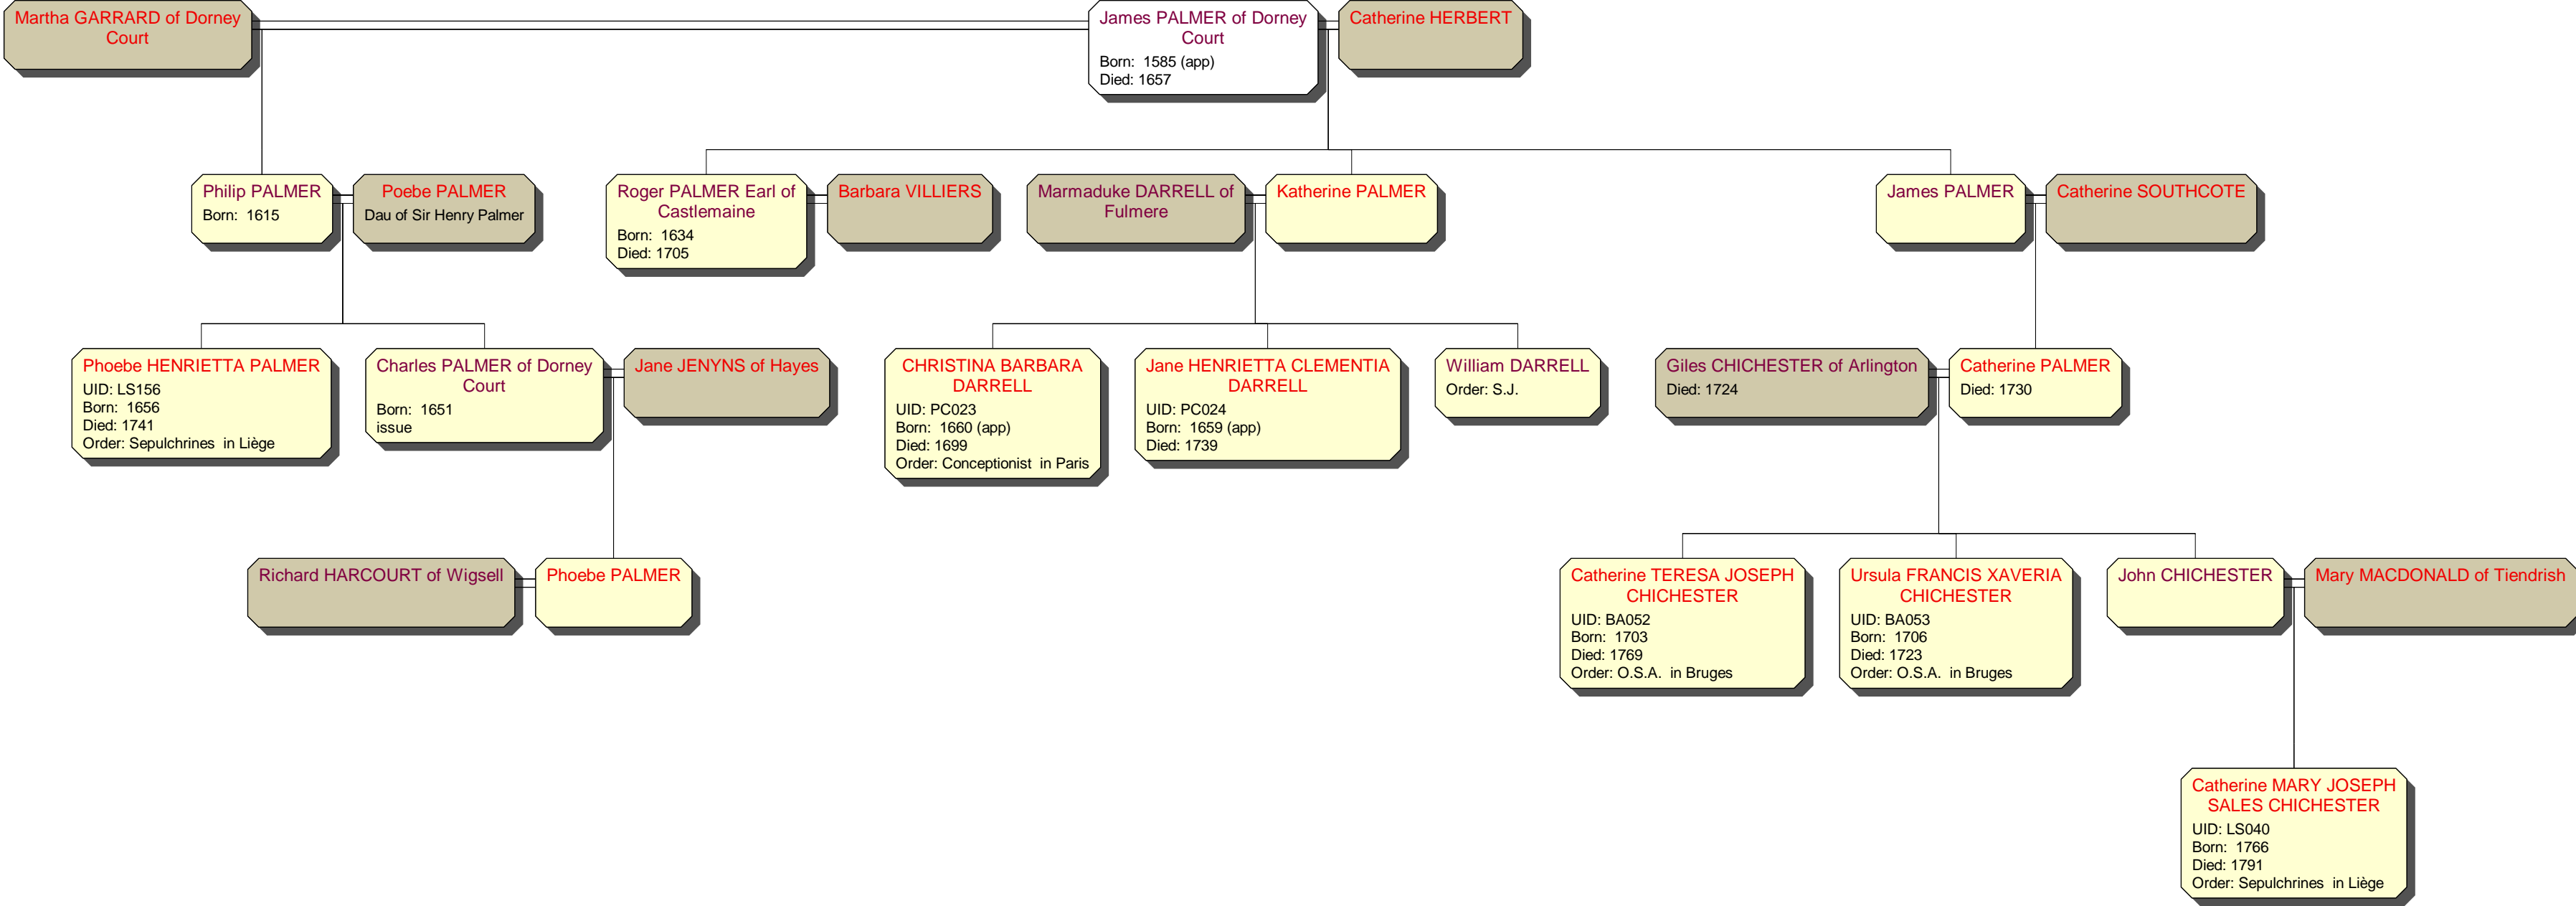 Martha GARRARD of Dorney
Court
James PALMER of Dorney
Court
Born:  1585 (app)
Died: 1657
Catherine HERBERT
Philip PALMER
Born:  1615
Poebe PALMER
Dau of Sir Henry Palmer
Roger PALMER Earl of
Castlemaine
Born:  1634
Died: 1705
Barbara VILLIERS
Marmaduke DARRELL of
Fulmere
Katherine PALMER
James PALMER
Catherine SOUTHCOTE
Phoebe HENRIETTA PALMER
UID: LS156
Born:  1656
Died: 1741
Order: Sepulchrines  in Liège
Charles PALMER of Dorney
Court
Born:  1651
issue
Jane JENYNS of Hayes
CHRISTINA BARBARA
DARRELL
UID: PC023
Born:  1660 (app)
Died: 1699
Order: Conceptionist  in Paris
Jane HENRIETTA CLEMENTIA
DARRELL
UID: PC024
Born:  1659 (app)
Died: 1739
William DARRELL
Order: S.J.
Giles CHICHESTER of Arlington
Died: 1724
Catherine PALMER
Died: 1730
Richard HARCOURT of Wigsell
Phoebe PALMER
Catherine TERESA JOSEPH
CHICHESTER
UID: BA052
Born:  1703
Died: 1769
Order: O.S.A.  in Bruges
Ursula FRANCIS XAVERIA
CHICHESTER
UID: BA053
Born:  1706
Died: 1723
Order: O.S.A.  in Bruges
John CHICHESTER
Mary MACDONALD of Tiendrish
Catherine MARY JOSEPH
SALES CHICHESTER
UID: LS040
Born:  1766
Died: 1791
Order: Sepulchrines  in Liège